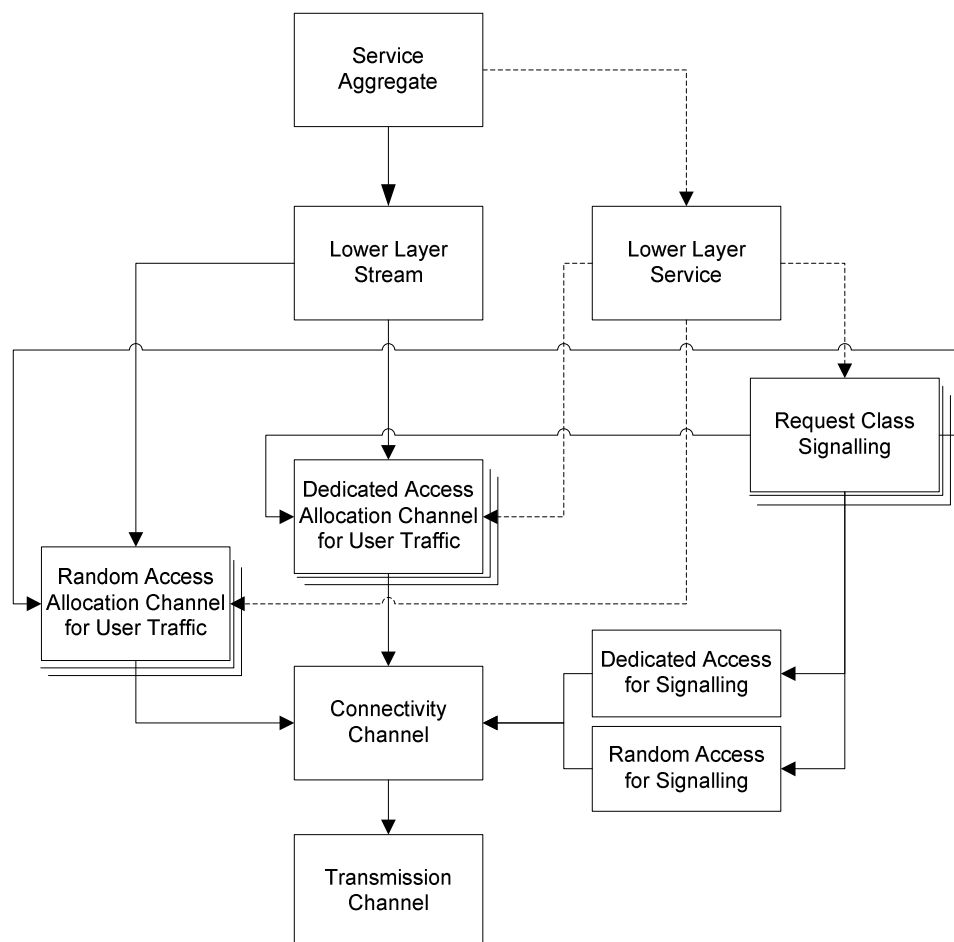 Service
Aggregate
Lower Layer
Stream
Lower Layer
Service
Request Class
Signalling
Dedicated Access
Allocation Channel
for User Traffic
Random Access
Allocation Channel
for User Traffic
Dedicated Access
for Signalling
Connectivity
Channel
Random Access
for Signalling
Transmission
Channel